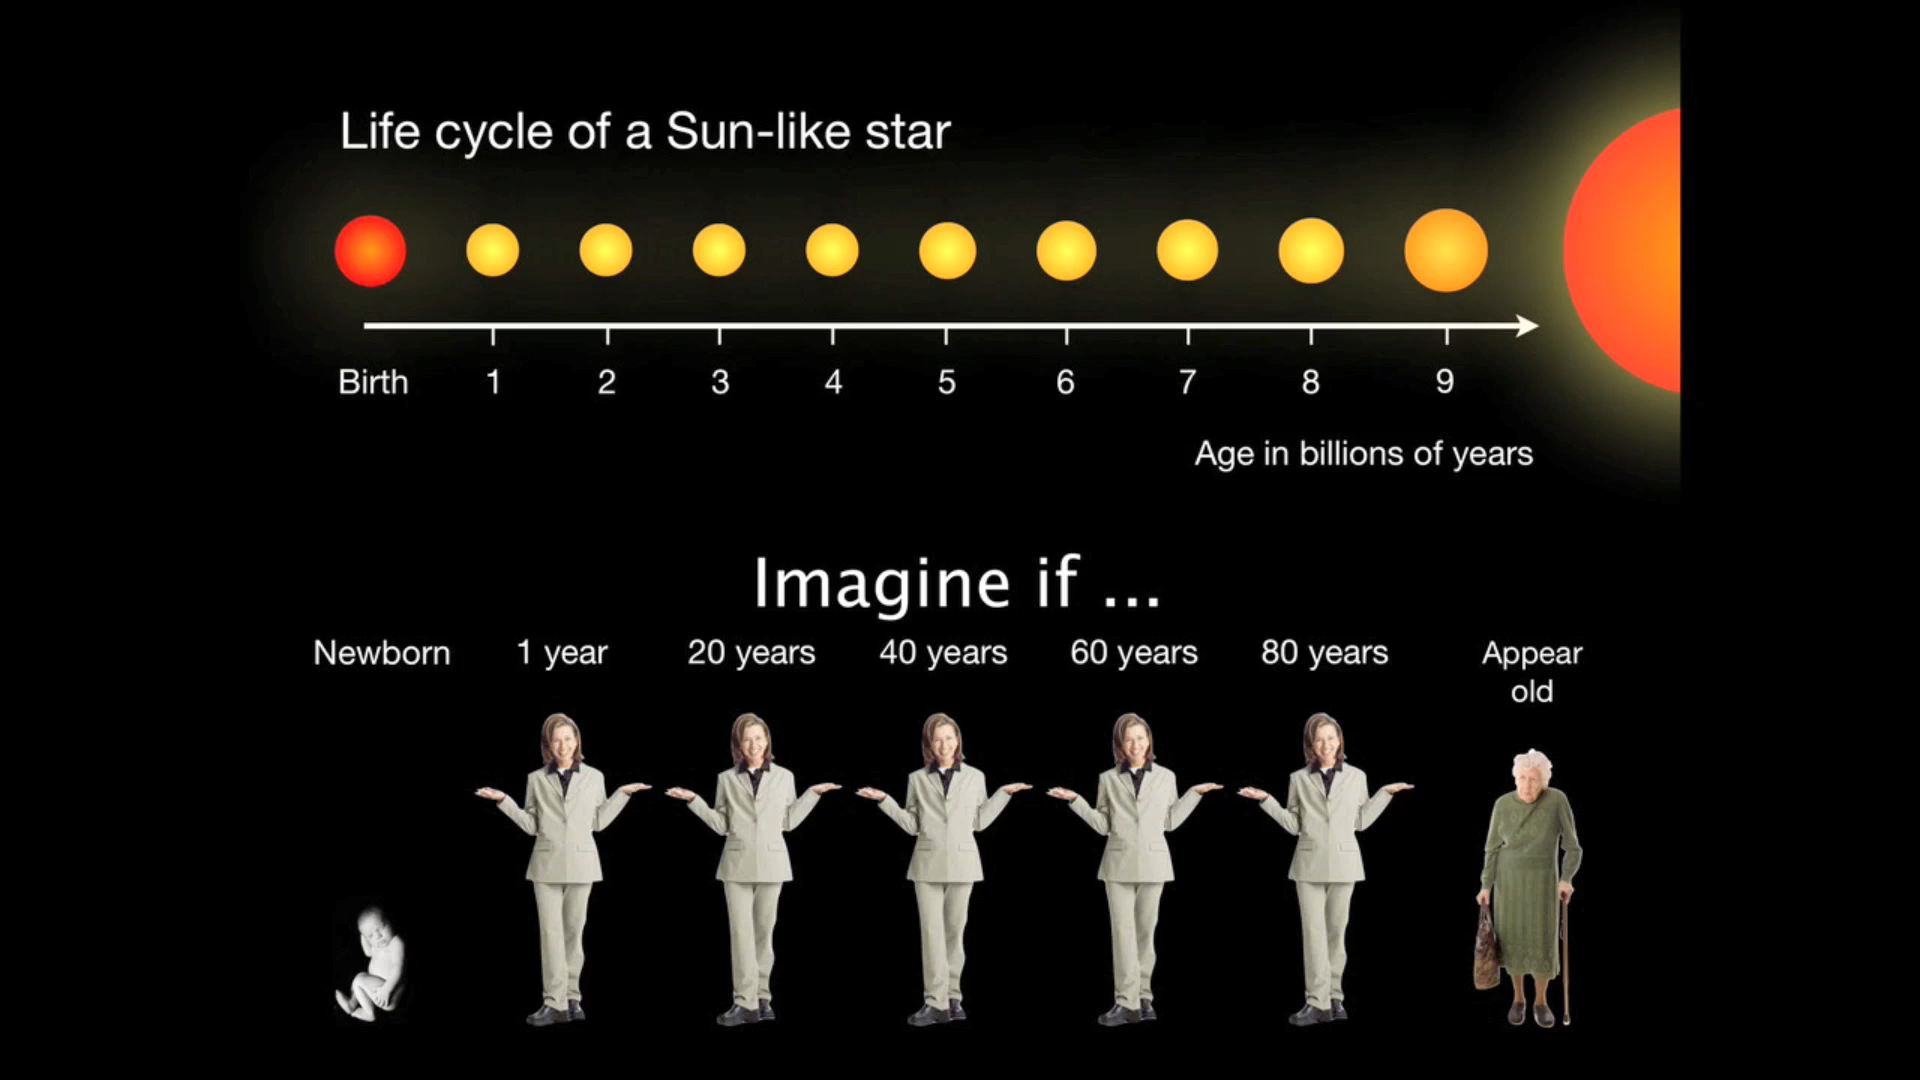 Life cycle of a Sun-like star
Birth 1 2 3 4 5 6 7 8 9
Age in billions of years
Imagine if ...
Newborn 1 year 20 years 40 years 60 years 80 years Appear
old